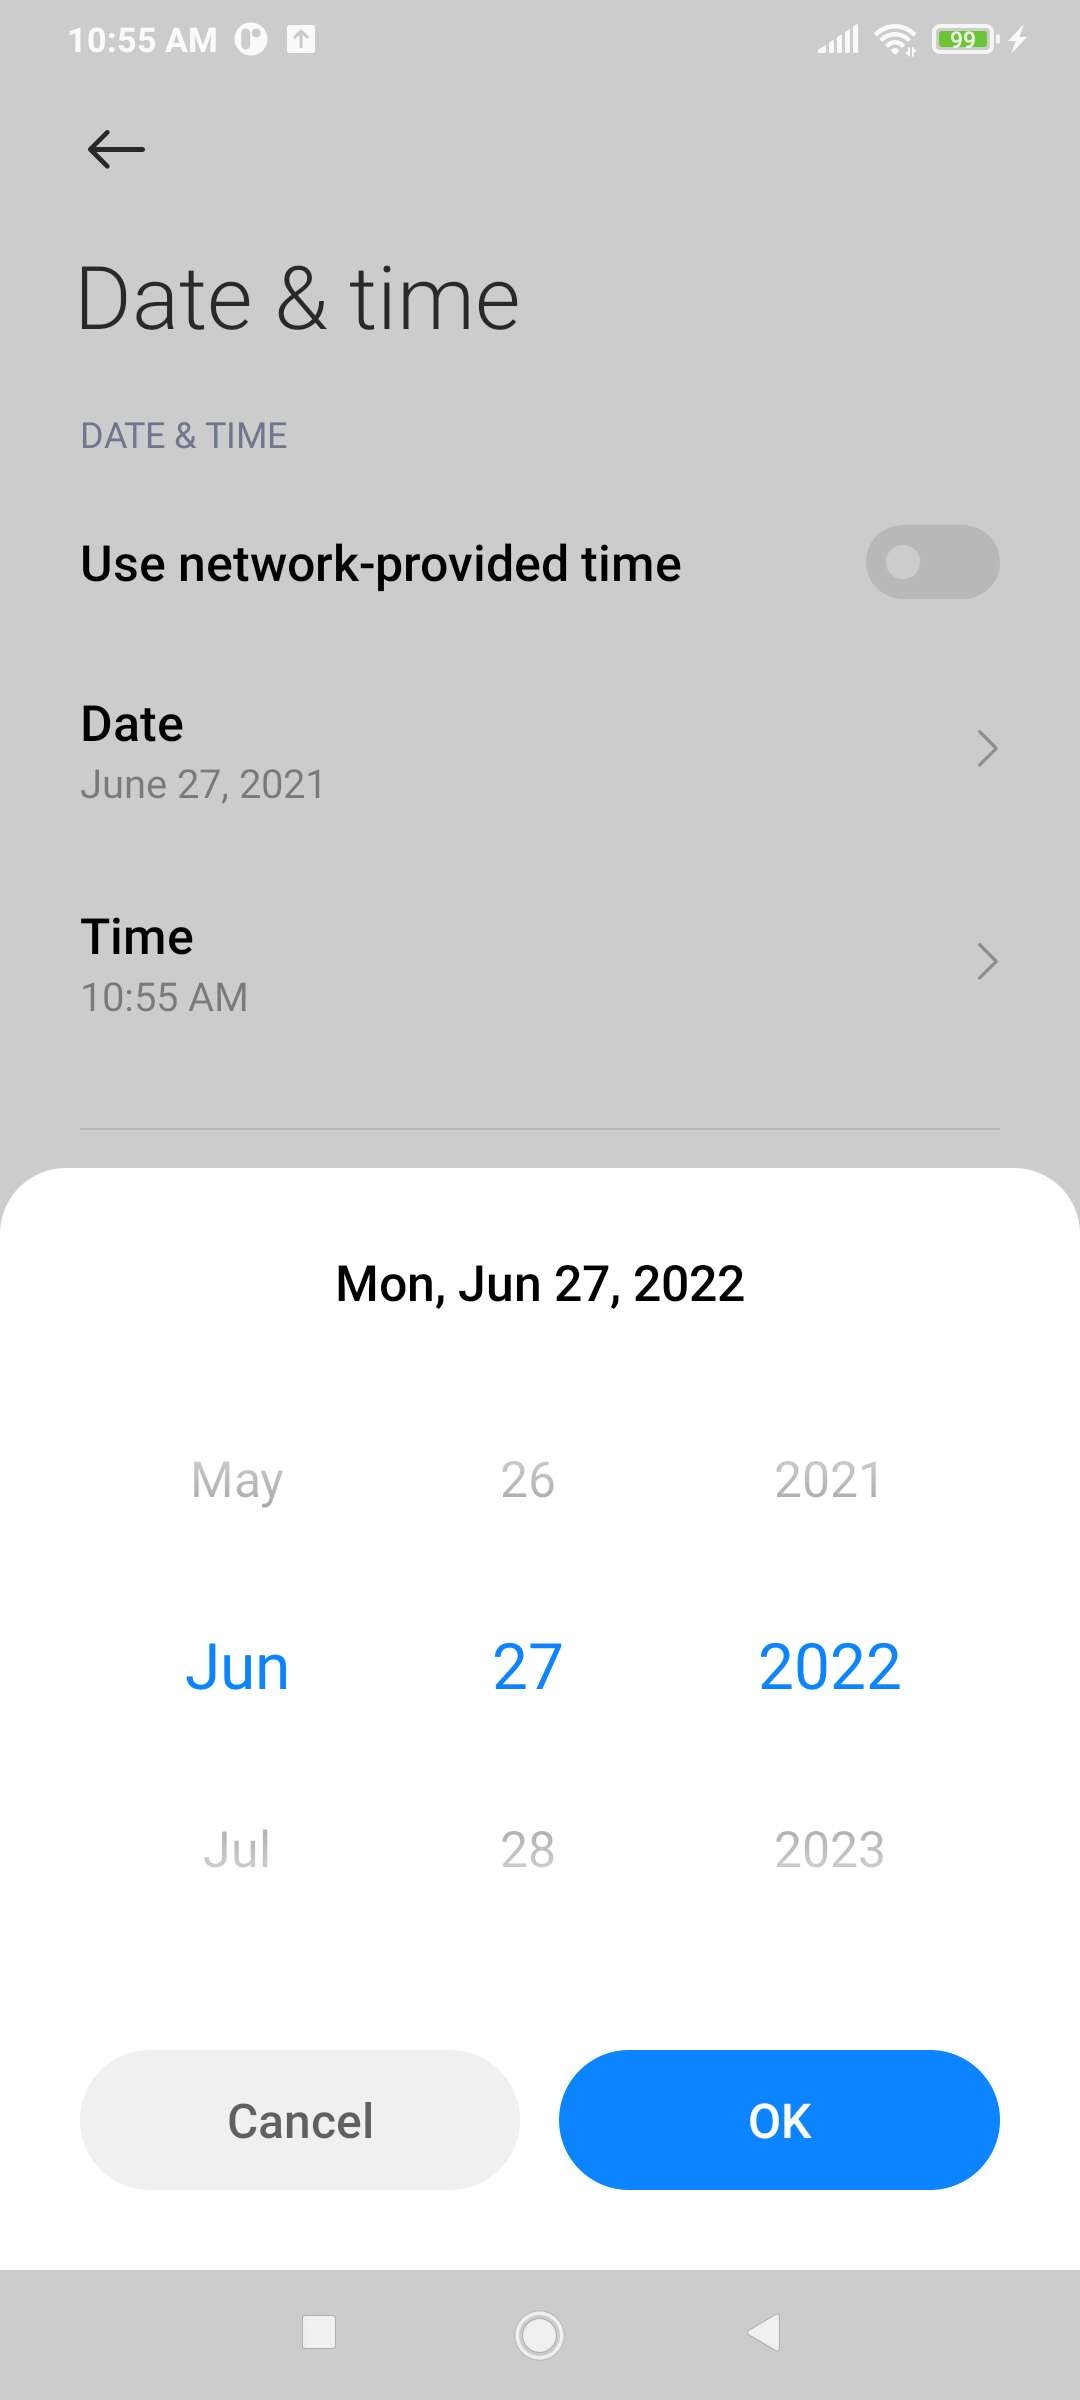 10:55 AM
99
Date & time
DATE & TIME
Use network-provided time
Date
June 27, 2021
Time
10:55 AM
Mon, Jun 27, 2022
May 26 2021
Jun 27 2022
Jul 28 2023
Cancel OK